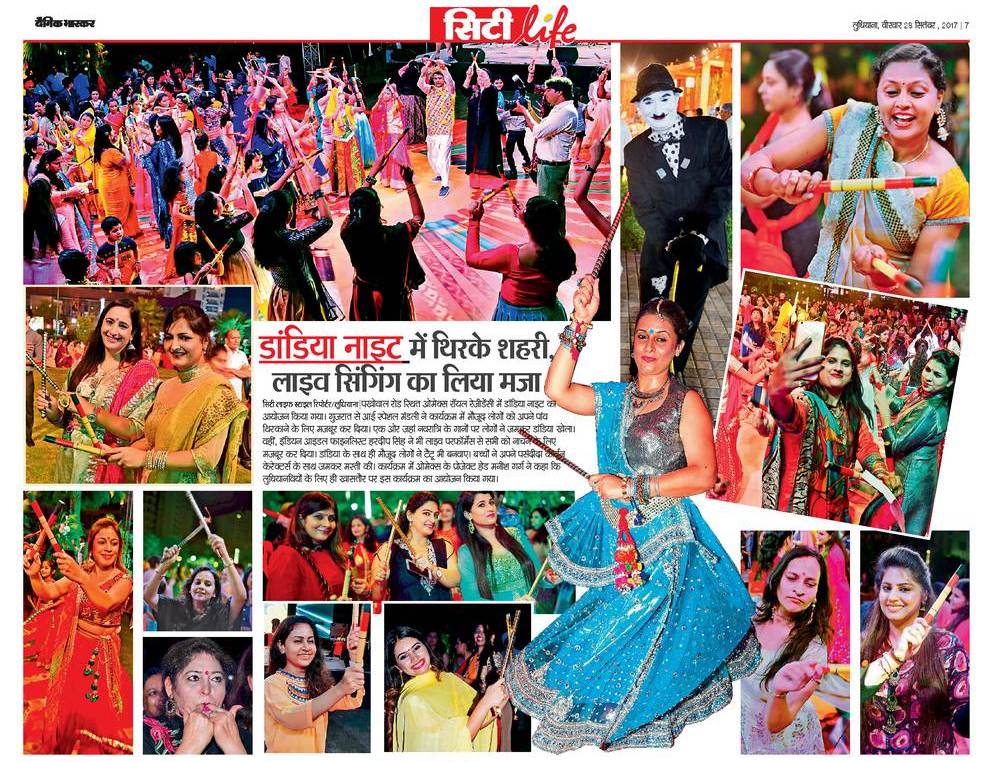 दैनिक भास्कर
सिटी life
लुधियाना, वीरवार 28 सितंबर, 2017 | 7
डांडिया नाइट में थिरके शहरी,
लाइव सिंगिंग का लिया मजा
सिटी लाइफ स्टाइल रिपोर्टर/लुधियाना | पखोवाल रोड स्थित ओमेक्स रॉयल रेजीडेंसी में डांडिया नाइट का
आयोजन किया गया। गुजरात से आई स्पेशल मंडली ने कार्यक्रम में मौजूद लोगों को अपने पांव
थिरकाने के लिए मजबूर कर दिया। एक ओर जहां नवरात्रि के गानों पर लोगों ने जमकर डांडिया खेला।
वहीं, इंडियन आइडल फाइनलिस्ट हरदीप सिंह ने भी लाइव परफॉर्मेंस से सभी को नाचने के लिए
मजबूर कर दिया। डांडिया के साथ ही मौजूद लोगों ने टैटू भी बनवाए। बच्चों ने अपने पसंदीदा कार्टून
केरेक्टर्स के साथ जमकर मस्ती की। कार्यक्रम में ओमेक्स के प्रोजेक्ट हेड मनीश गर्ग ने कहा कि
लुधियानवियों के लिए ही खासतौर पर इस कार्यक्रम का आयोजन किया गया।